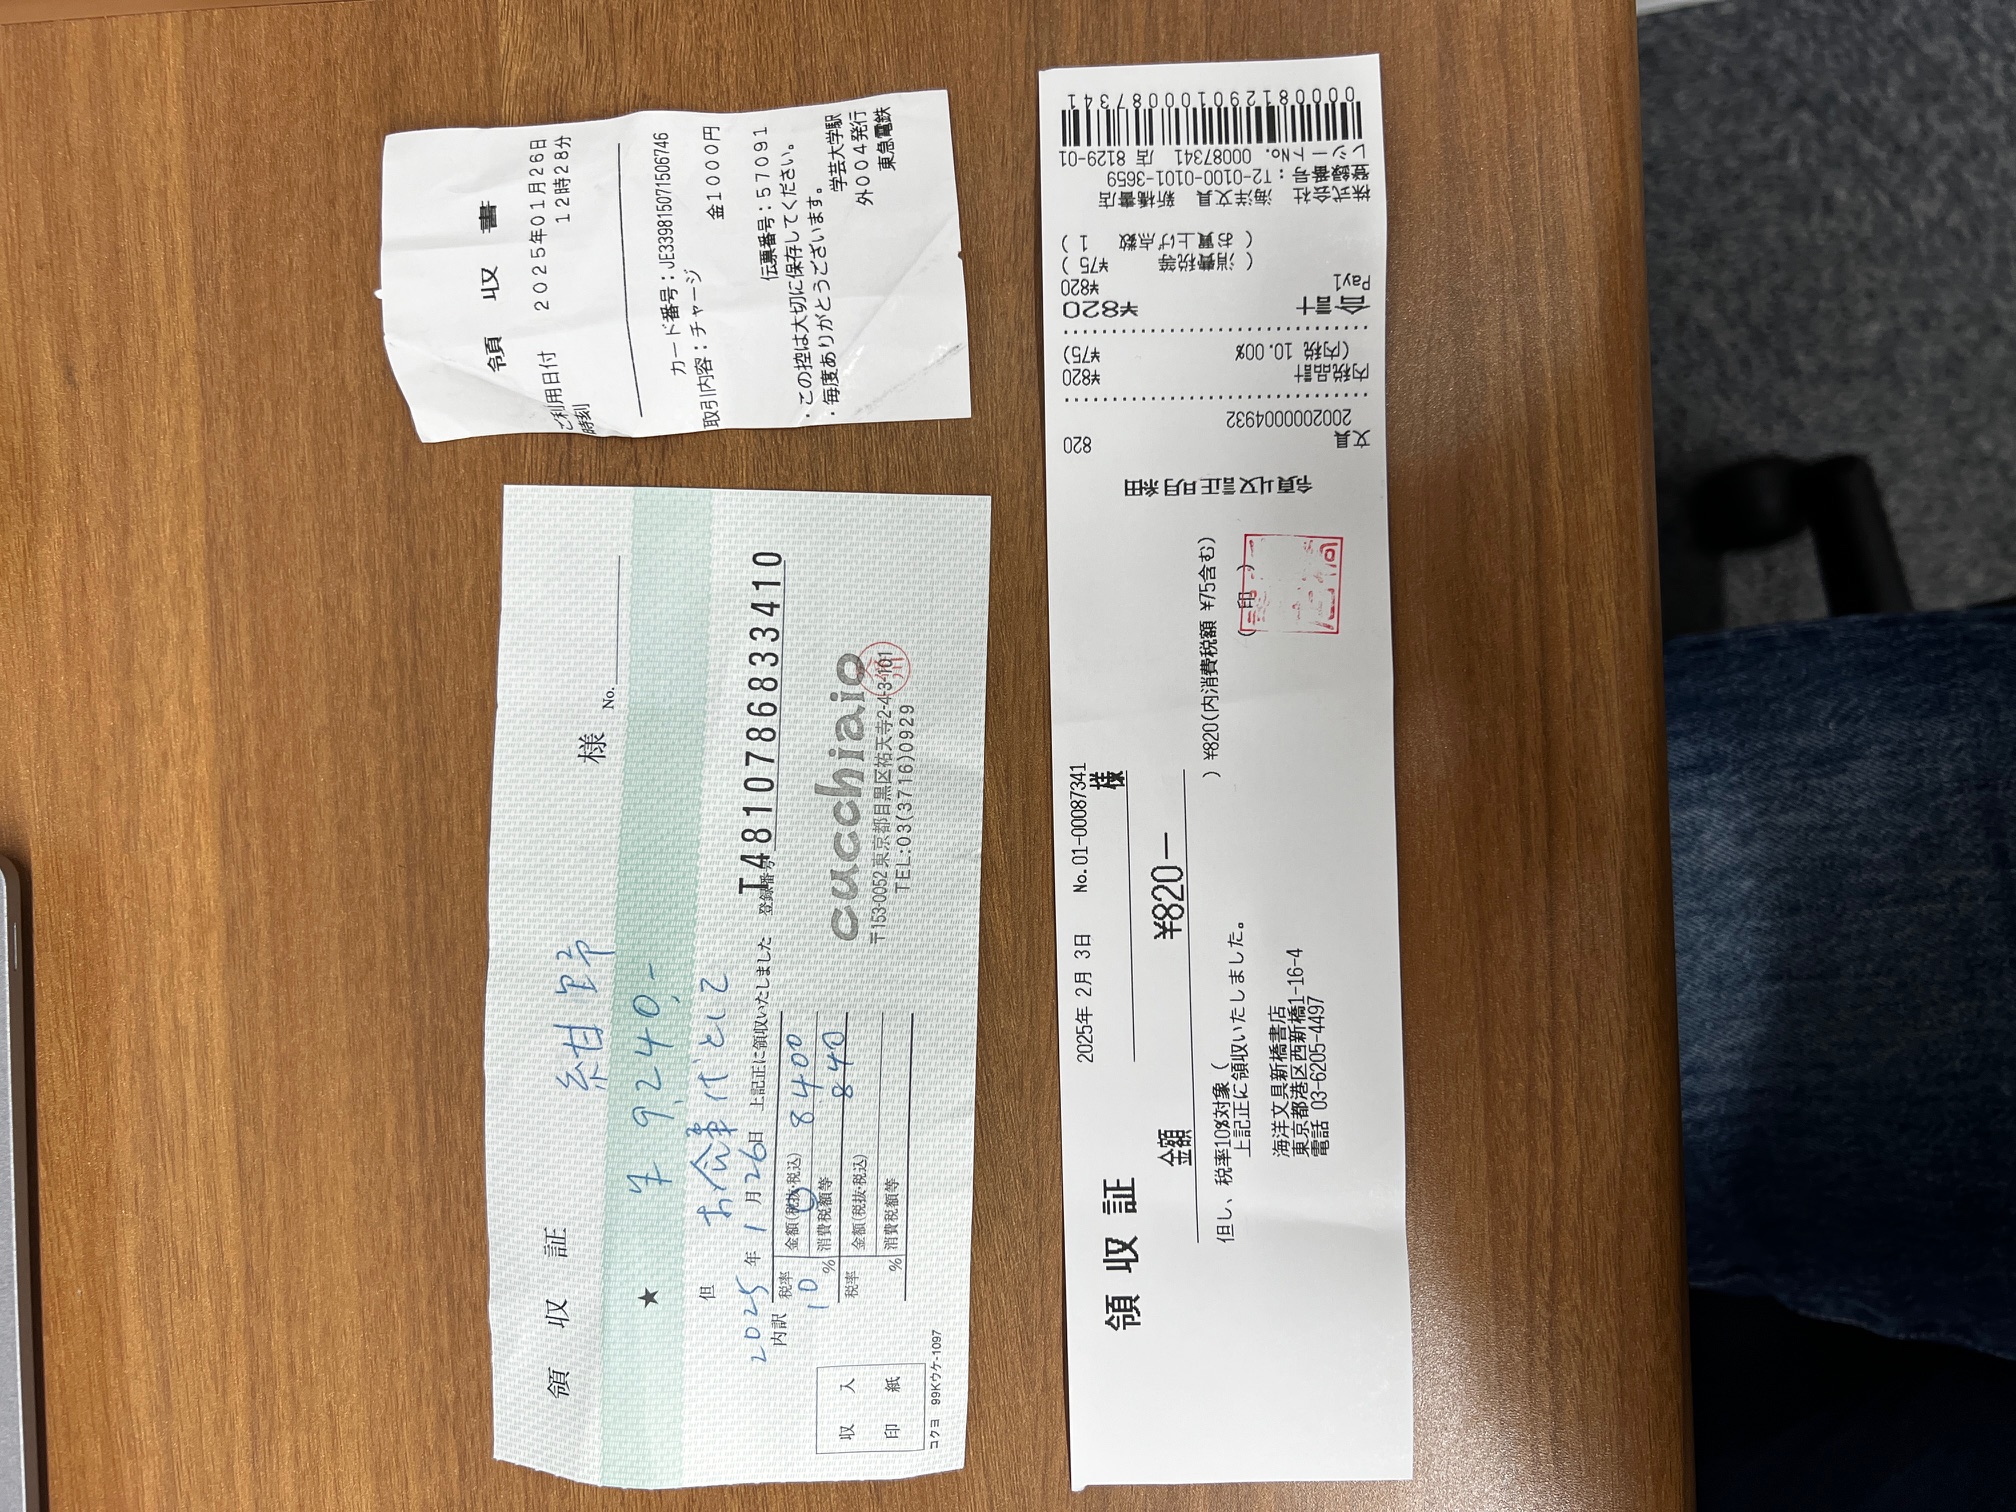 領収証
紺野 様 No.
★ ¥9,240,-
但 お食事代として
2025年1月26日 上記正に領収いたしました 登録番号 T4810786833410
内訳
税率 10% 金額(税抜・税込) 8400
消費税額等 840
税率 % 金額(税抜・税込)
消費税額等
収入
印紙
コクヨ 99Kウケ-1097
cucchiaio
〒153-0052 東京都目黒区祐天寺2-4-3-101
TEL:03(3716)0929
領収書
ご利用日付 2025年01月26日
時刻 12時28分
カード番号:JE339815071506746
取引内容:チャージ
金1000円
伝票番号:57091
・この控は大切に保存してください。
・毎度ありがとうございます。
学芸大学駅
外004発行
東急電鉄
2025年 2月 3日 No.01-00087341
領収証
様
金額 ¥820−
但し、税率10%対象( ) ¥820(内消費税額 ¥75含む)
上記正に領収いたしました。
(印)
海洋文具新橋書店
東京都港区西新橋1-16-4
電話 03-6205-4497
領収証明細
文具 820
2002000004932
内税品計 ¥820
(内税 10.00% ¥75)
合計 ¥820
Pay1 ¥820
(消費税等 ¥75)
(お買上げ点数 1)
株式会社 海洋文具 新橋書店
登録番号:T2-0100-0101-3659
レシートNo. 00087341 店 8129-01
000081290100087341